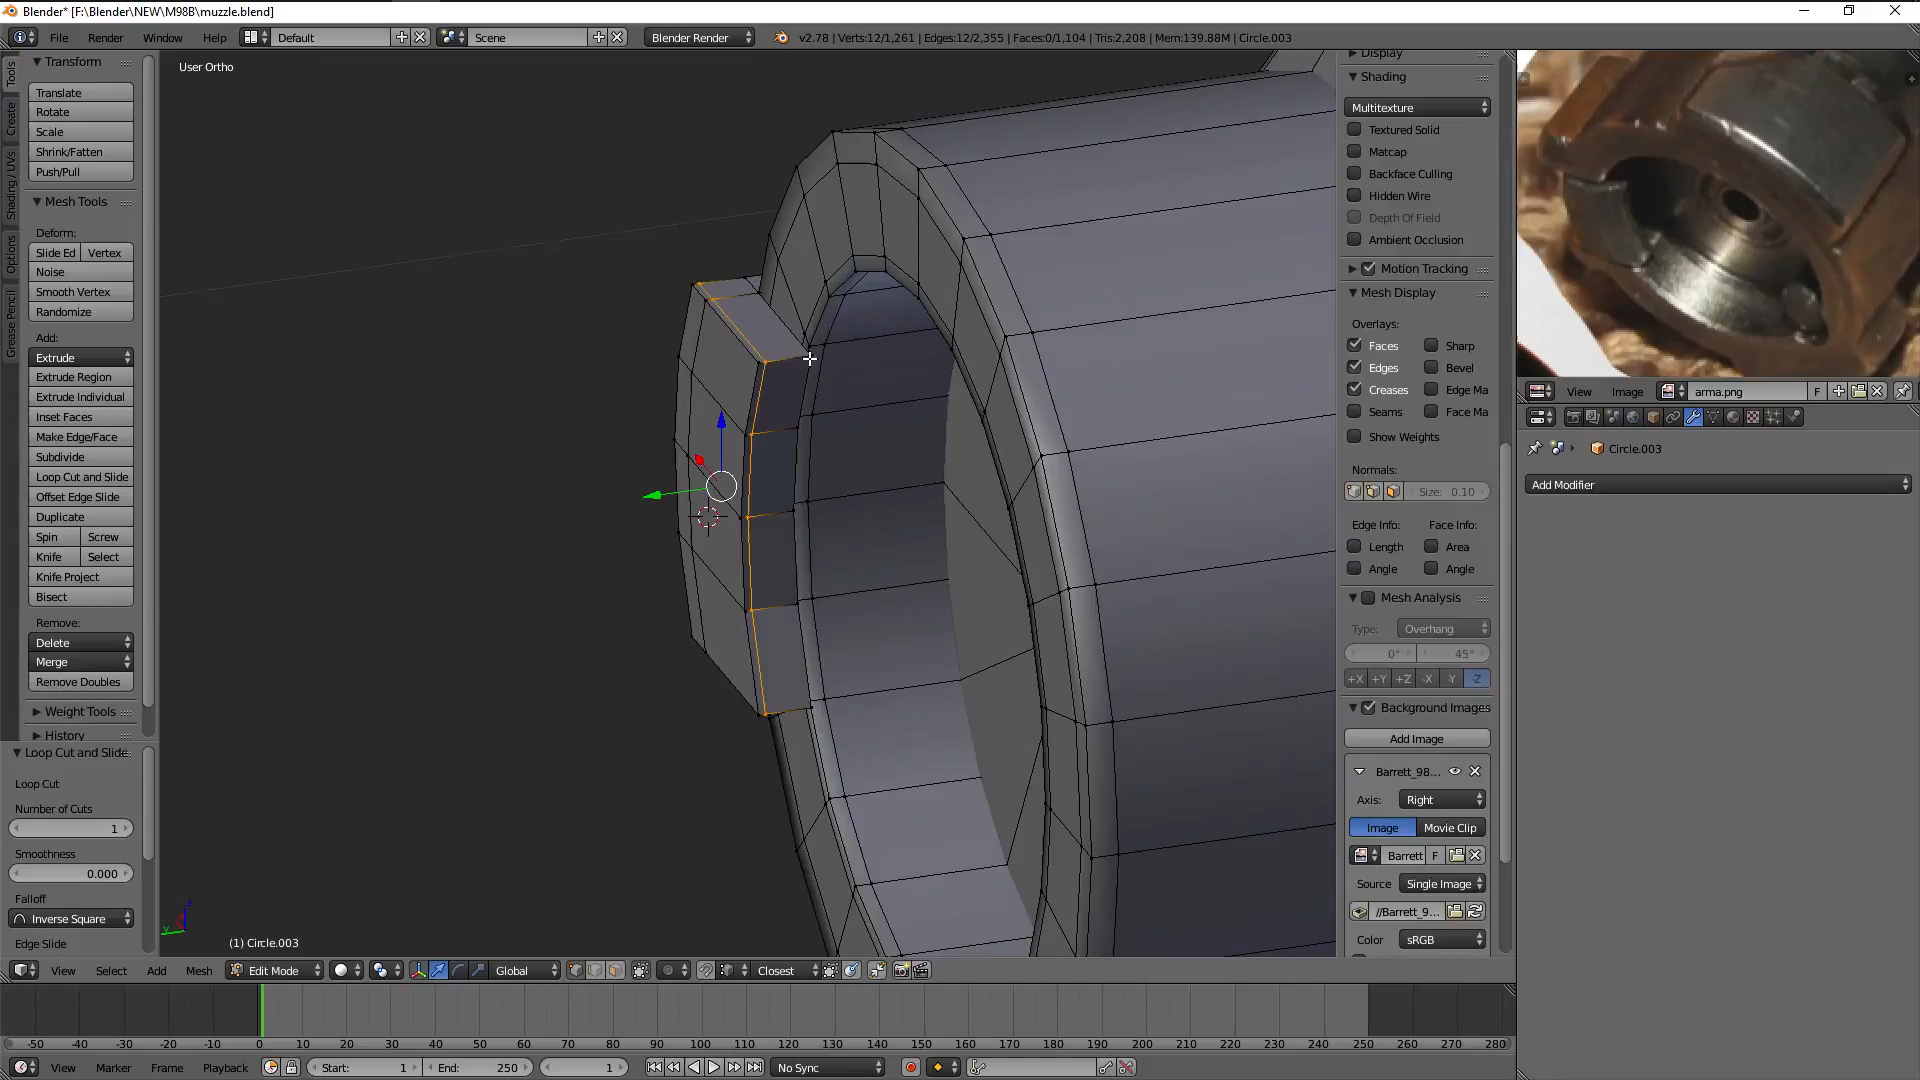 Blender* [F:\Blender\NEW\M98B\muzzle.blend]
File Render Window Help Default Scene Blender Render v2.78 | Verts:12/1,261 | Edges:12/2,355 | Faces:0/1,104 | Tris:2,208 | Mem:139.88M | Circle.003
Tools
Create
Shading / UVs
Options
Grease Pencil
Transform
Translate
Rotate
Scale
Shrink/Fatten
Push/Pull
Mesh Tools
Deform:
Slide Ed Vertex
Noise
Smooth Vertex
Randomize
Add:
Extrude
Extrude Region
Extrude Individual
Inset Faces
Make Edge/Face
Subdivide
Loop Cut and Slide
Offset Edge Slide
Duplicate
Spin Screw
Knife Select
Knife Project
Bisect
Remove:
Delete
Merge
Remove Doubles
Weight Tools
History
Loop Cut and Slide
Loop Cut
Number of Cuts
1
Smoothness
0.000
Falloff
Inverse Square
Edge Slide
User Ortho
z
y
(1) Circle.003
Display
Shading
Multitexture
Textured Solid
Matcap
Backface Culling
Hidden Wire
Depth Of Field
Ambient Occlusion
Motion Tracking
Mesh Display
Overlays:
Faces Sharp
Edges Bevel
Creases Edge Ma
Seams Face Ma
Show Weights
Normals:
Size: 0.10
Edge Info: Face Info:
Length Area
Angle Angle
Mesh Analysis
Type: Overhang
0° 45°
+X +Y +Z -X -Y -Z
Background Images
Add Image
Barrett_98...
Axis: Right
Image Movie Clip
Barrett F
Source Single Image
//Barrett_9...
Color sRGB
View Image arma.png F
Circle.003
Add Modifier
View Select Add Mesh Edit Mode Global Closest
-50 -40 -30 -20 -10 0 10 20 30 40 50 60 70 80 90 100 110 120 130 140 150 160 170 180 190 200 210 220 230 240 250 260 270 280
View Marker Frame Playback Start: 1 End: 250 1 No Sync